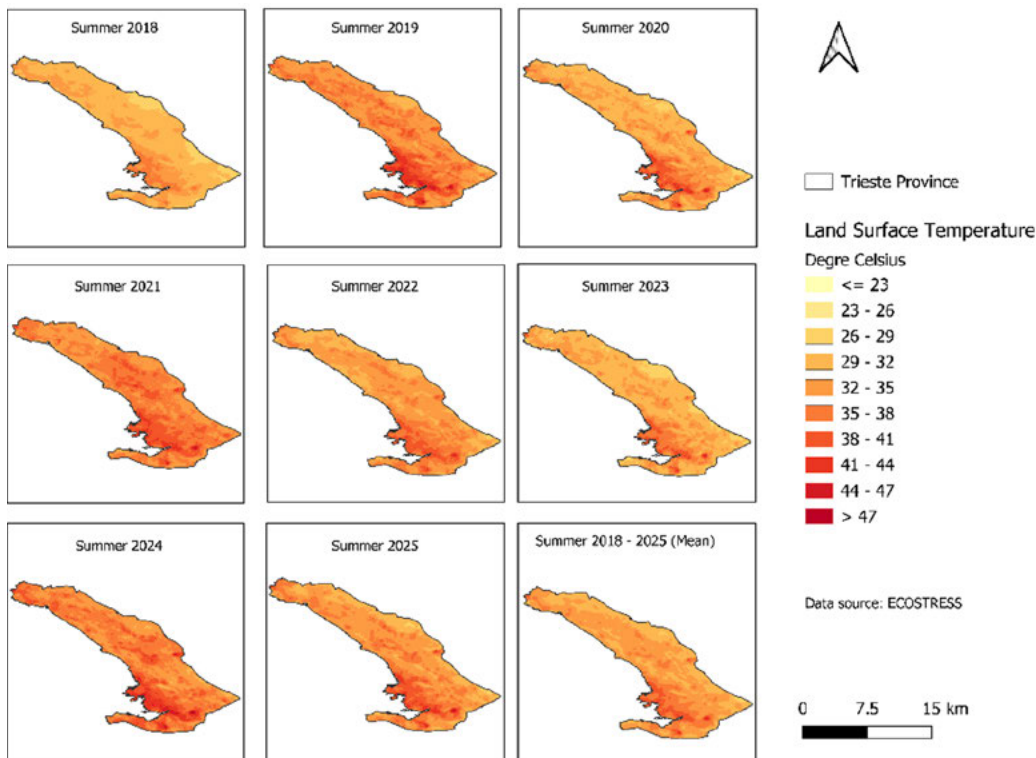 Summer 2018
Summer 2019
Summer 2020
Summer 2021
Summer 2022
Summer 2023
Summer 2024
Summer 2025
Summer 2018 - 2025 (Mean)
Trieste Province
Land Surface Temperature
Degre Celsius
<= 23
23 - 26
26 - 29
29 - 32
32 - 35
35 - 38
38 - 41
41 - 44
44 - 47
> 47
Data source: ECOSTRESS
0 7.5 15 km